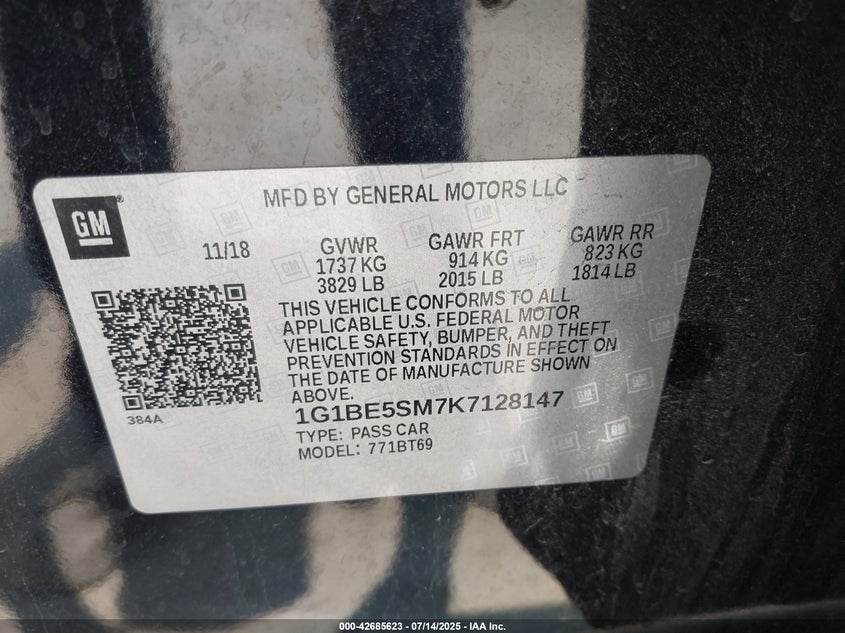 MFD BY GENERAL MOTORS LLC
GM
11/18
GVWR
1737 KG
3829 LB
GAWR FRT
914 KG
2015 LB
GAWR RR
823 KG
1814 LB
THIS VEHICLE CONFORMS TO ALL
APPLICABLE U.S. FEDERAL MOTOR
VEHICLE SAFETY, BUMPER, AND THEFT
PREVENTION STANDARDS IN EFFECT ON
THE DATE OF MANUFACTURE SHOWN
ABOVE.
384A
1G1BE5SM7K7128147
TYPE: PASS CAR
MODEL: 771BT69
000-42685623 - 07/14/2025 - IAA Inc.